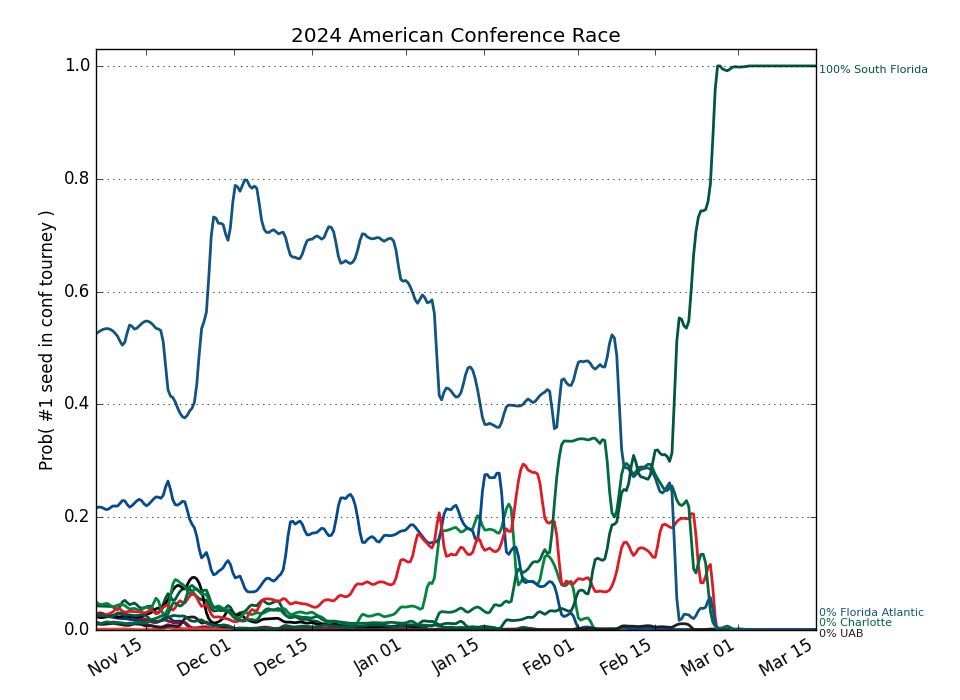 2024 American Conference Race
Prob( #1 seed in conf tourney )
1.0
0.8
0.6
0.4
0.2
0.0
100% South Florida
0% Florida Atlantic
0% Charlotte
0% UAB
Nov 15
Dec 01
Dec 15
Jan 01
Jan 15
Feb 01
Feb 15
Mar 01
Mar 15